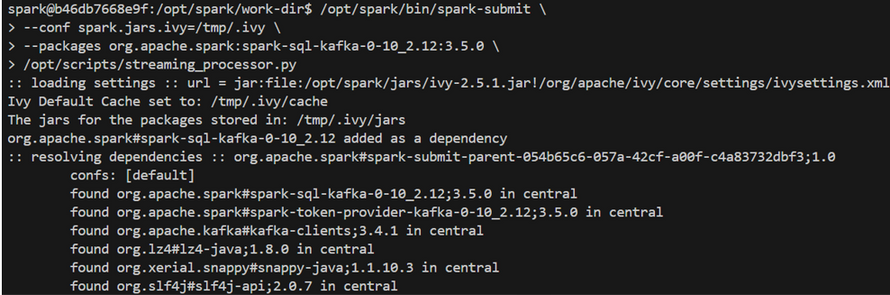 spark@b46db7668e9f:/opt/spark/work-dir$ /opt/spark/bin/spark-submit \
> --conf spark.jars.ivy=/tmp/.ivy \
> --packages org.apache.spark:spark-sql-kafka-0-10_2.12:3.5.0 \
> /opt/scripts/streaming_processor.py
:: loading settings :: url = jar:file:/opt/spark/jars/ivy-2.5.1.jar!/org/apache/ivy/core/settings/ivysettings.xml
Ivy Default Cache set to: /tmp/.ivy/cache
The jars for the packages stored in: /tmp/.ivy/jars
org.apache.spark#spark-sql-kafka-0-10_2.12 added as a dependency
:: resolving dependencies :: org.apache.spark#spark-submit-parent-054b65c6-057a-42cf-a00f-c4a83732dbf3;1.0
        confs: [default]
        found org.apache.spark#spark-sql-kafka-0-10_2.12;3.5.0 in central
        found org.apache.spark#spark-token-provider-kafka-0-10_2.12;3.5.0 in central
        found org.apache.kafka#kafka-clients;3.4.1 in central
        found org.lz4#lz4-java;1.8.0 in central
        found org.xerial.snappy#snappy-java;1.1.10.3 in central
        found org.slf4j#slf4j-api;2.0.7 in central